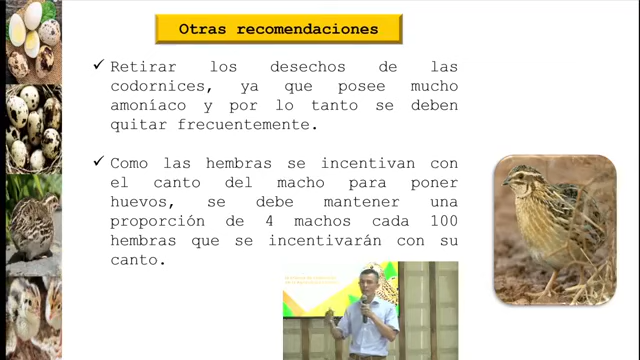 Otras recomendaciones
✓ Retirar los desechos de las
codornices, ya que posee mucho
amoníaco y por lo tanto se deben
quitar frecuentemente.
✓ Como las hembras se incentivan con
el canto del macho para poner
huevos, se debe mantener una
proporción de 4 machos cada 100
hembras que se incentivarán con su
canto.